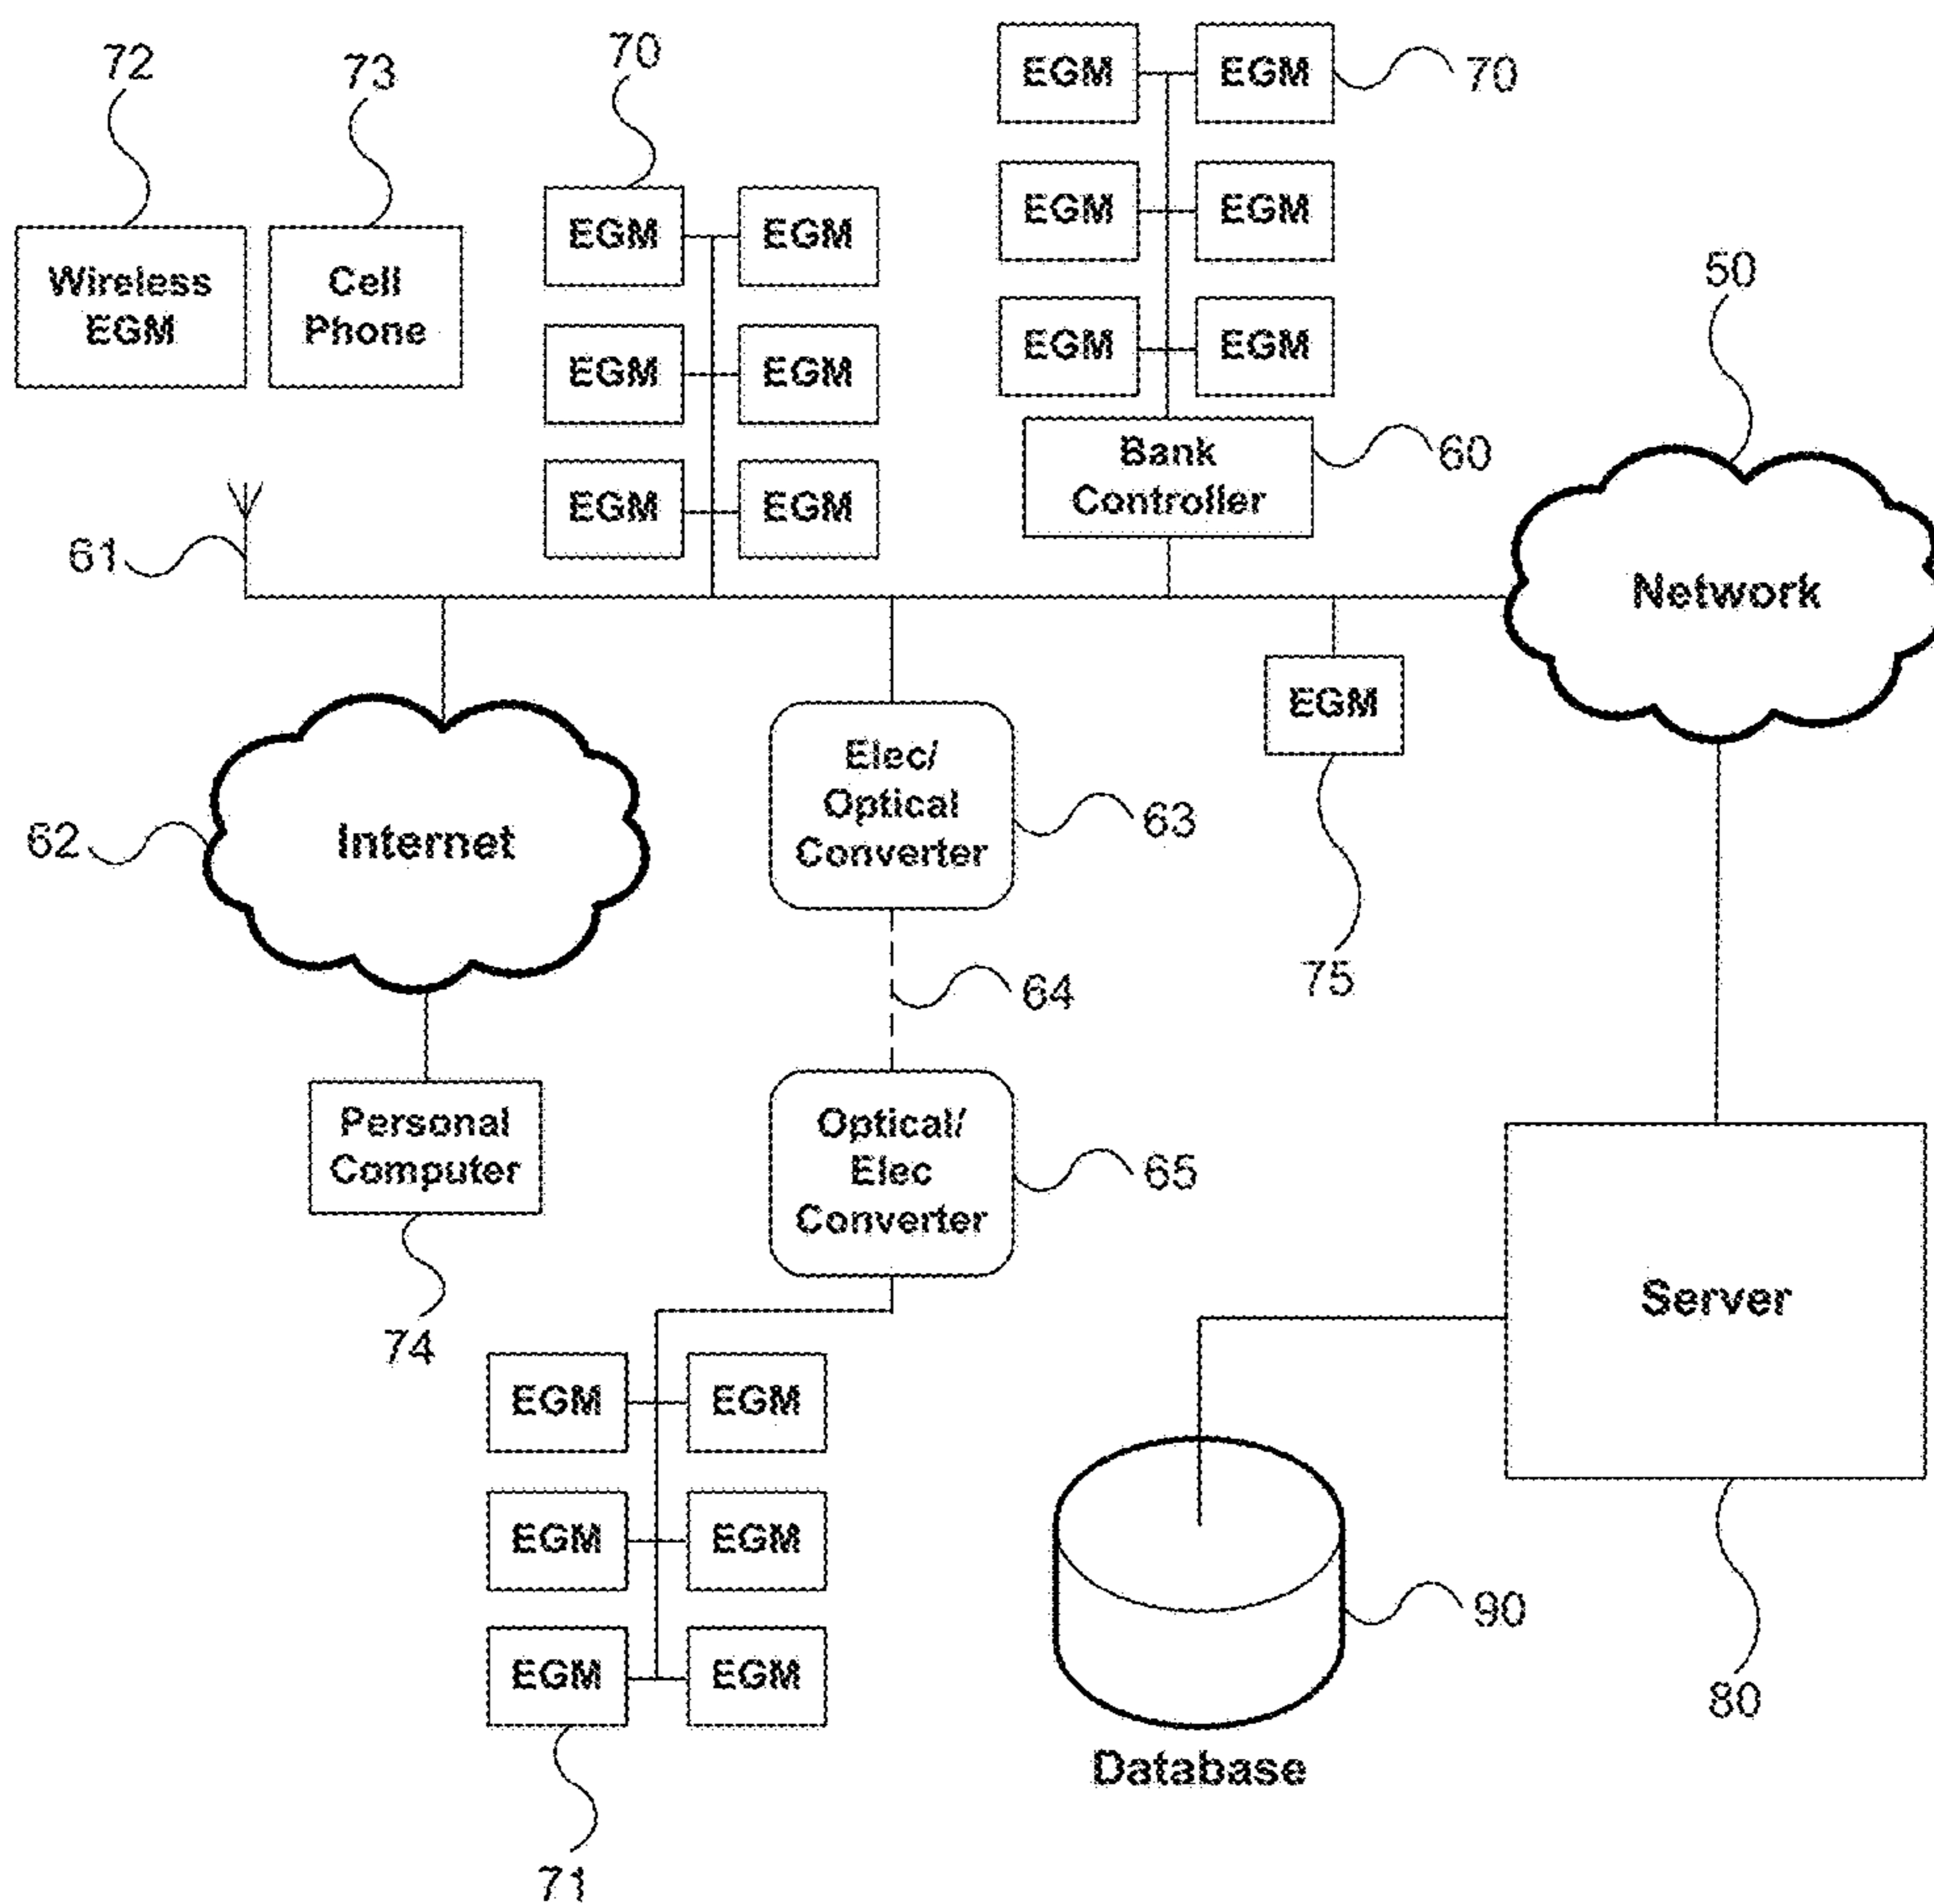 72
73
70
EGM
EGM
70
Wireless
EGM
Cell
Phone
EGM
EGM
EGM
EGM
EGM
EGM
EGM
EGM
EGM
EGM
50
Bank
Controller
60
61
Network
EGM
75
62
Internet
Elec/
Optical
Converter
63
64
Personal
Computer
74
Optical/
Elec
Converter
65
Server
80
EGM
EGM
EGM
EGM
EGM
EGM
71
90
Database